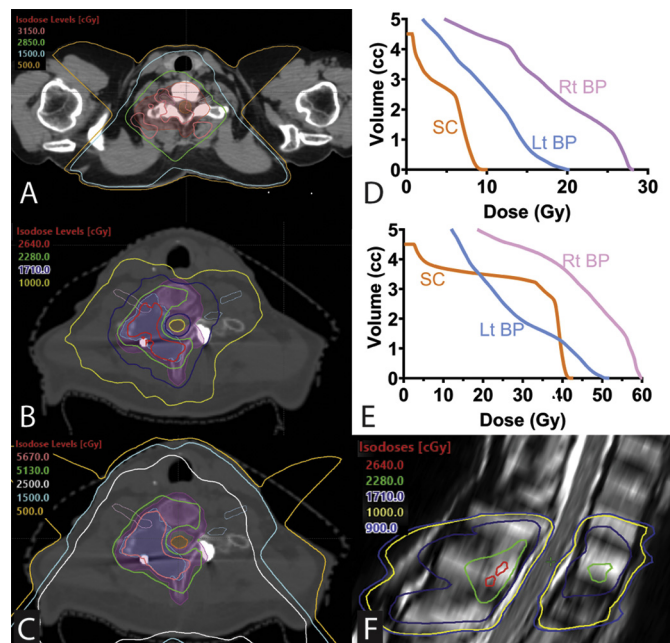 Isodose Levels [cGy]
3150.0
2850.0
1500.0
500.0
A
Isodose Levels [cGy]
2640.0
2280.0
1710.0
1000.0
B
Isodose Levels [cGy]
5670.0
5130.0
2500.0
1500.0
500.0
C
D
5
4
3
2
1
0
Volume (cc)
SC
Lt BP
Rt BP
0
10
20
30
Dose (Gy)
E
5
4
3
2
1
0
Volume (cc)
SC
Lt BP
Rt BP
0
10
20
30
40
50
60
Dose (Gy)
Isodoses [cGy]
2640.0
2280.0
1710.0
1000.0
900.0
F